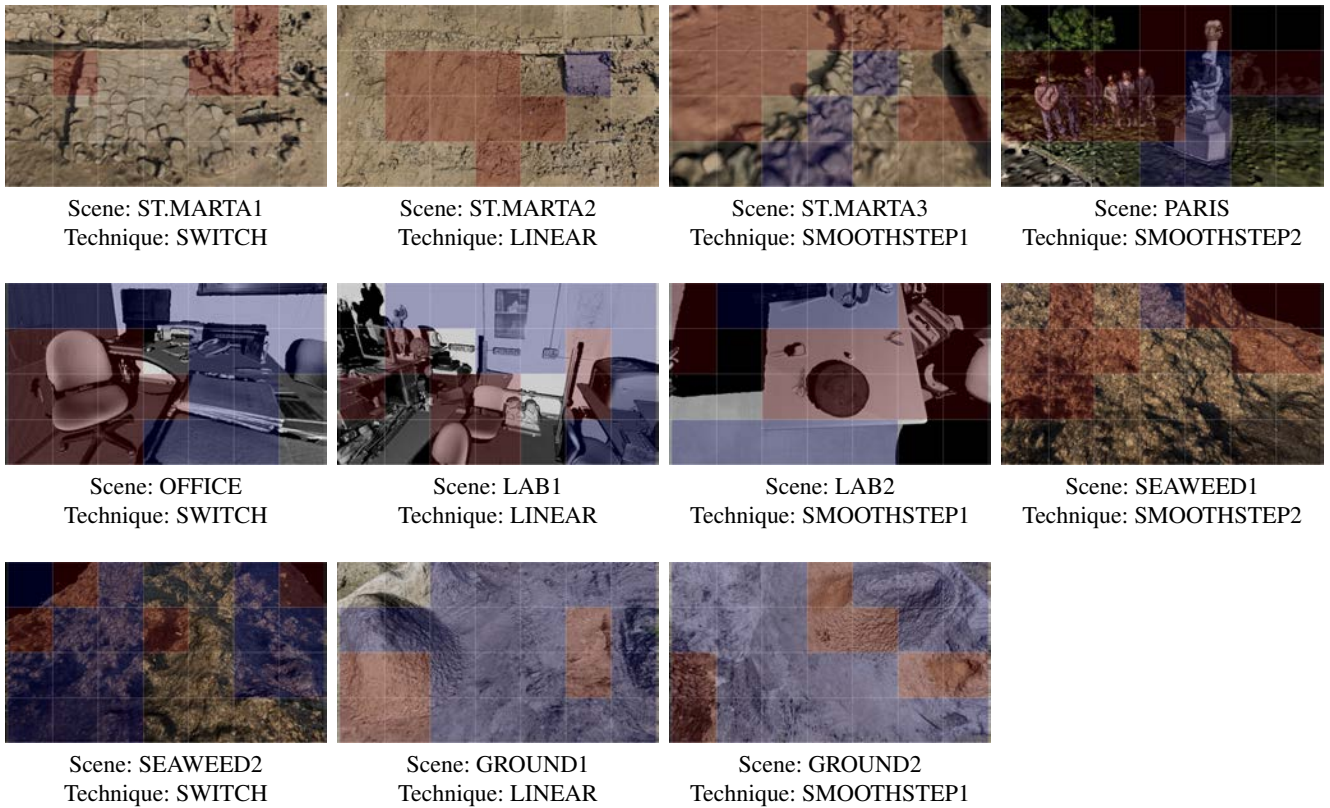 Scene: ST.MARTA1
Technique: SWITCH
Scene: ST.MARTA2
Technique: LINEAR
Scene: ST.MARTA3
Technique: SMOOTHSTEP1
Scene: PARIS
Technique: SMOOTHSTEP2
Scene: OFFICE
Technique: SWITCH
Scene: LAB1
Technique: LINEAR
Scene: LAB2
Technique: SMOOTHSTEP1
Scene: SEAWEED1
Technique: SMOOTHSTEP2
Scene: SEAWEED2
Technique: SWITCH
Scene: GROUND1
Technique: LINEAR
Scene: GROUND2
Technique: SMOOTHSTEP1